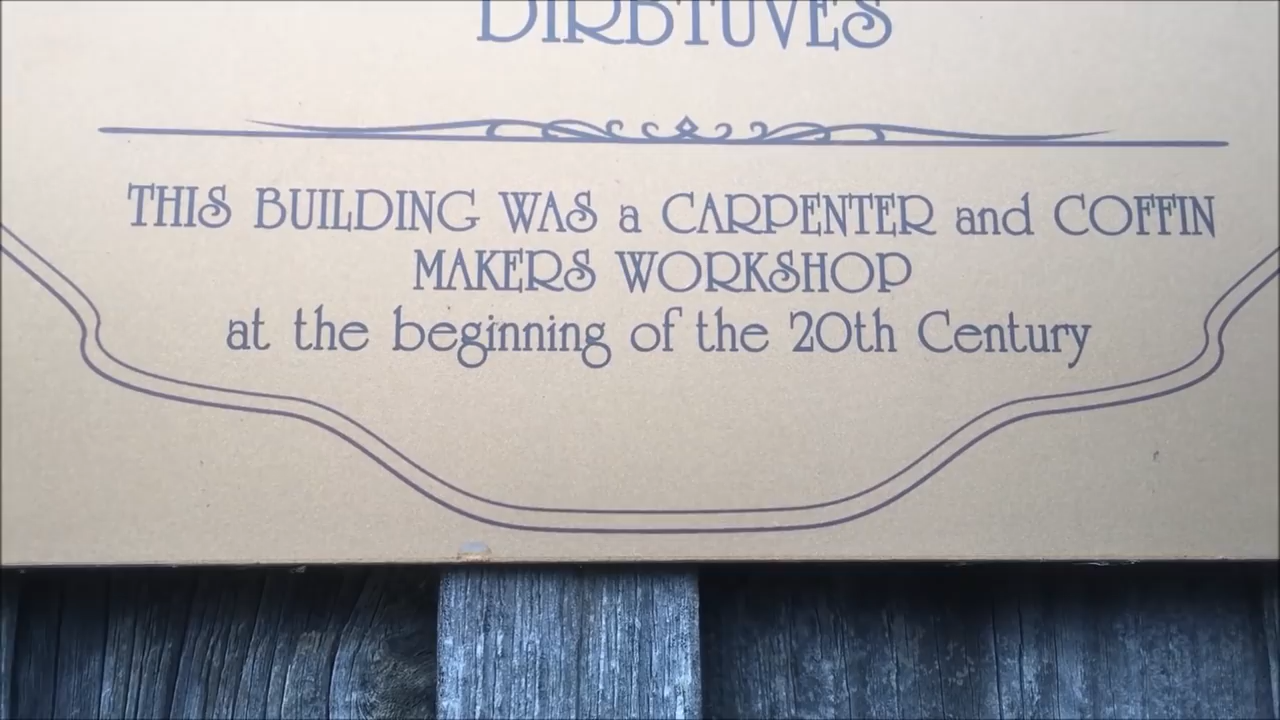 DIRBTUVES
THIS BUILDING WAS a CARPENTER and COFFIN
MAKERS WORKSHOP
at the beginning of the 20th Century